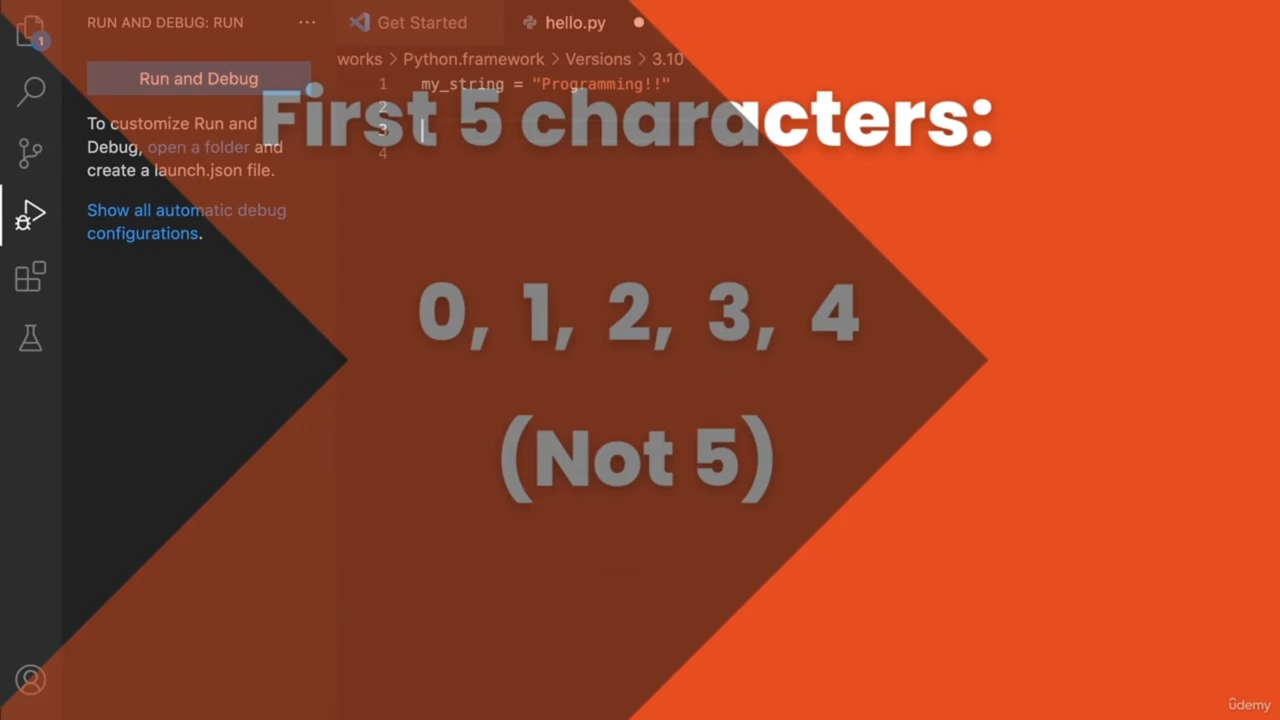 RUN AND DEBUG: RUN
Get Started
hello.py
1
works > Python.framework > Versions > 3.10
Run and Debug
1 my_string = "Programming!!"
2
3
4
First 5 characters:
To customize Run and
Debug, open a folder and
create a launch.json file.
Show all automatic debug
configurations.
0, 1, 2, 3, 4
(Not 5)
udemy